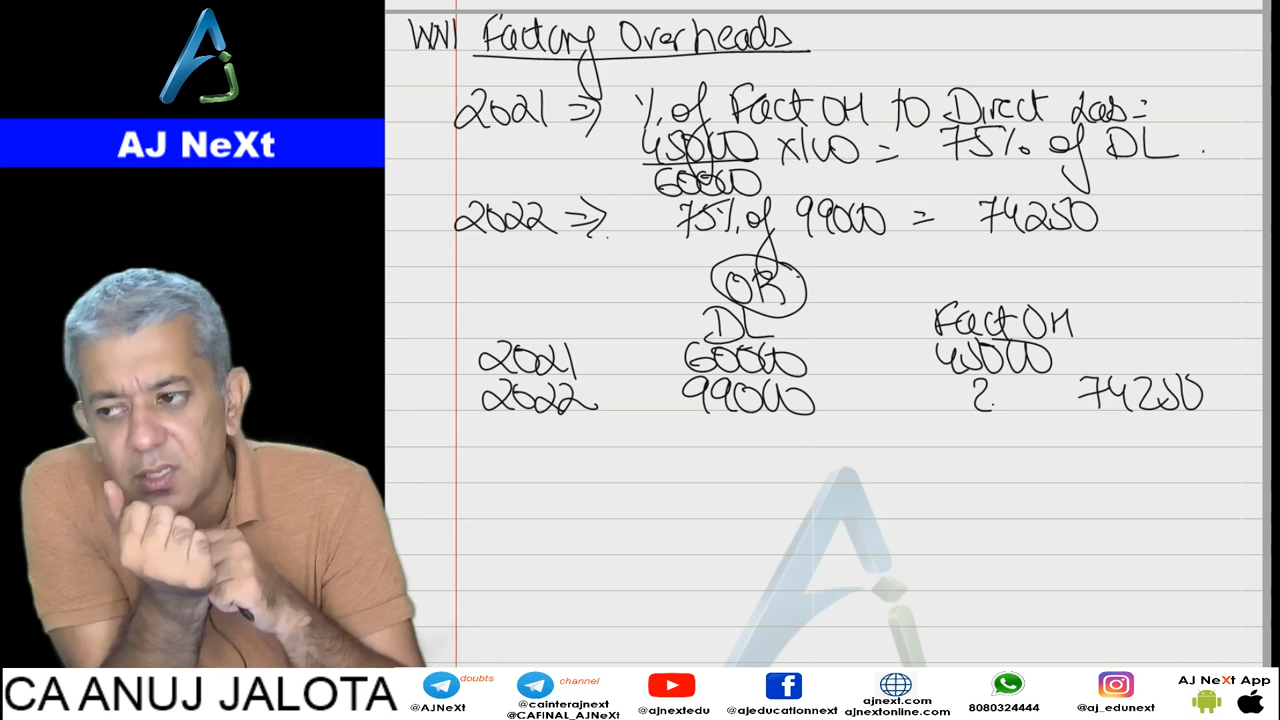 AJ NeXt
WN1 Factory Overheads
2021 ⇒ % of Fact OH to Direct Lab =
45000 × 100 = 75% of DL.
60000
2022 ⇒ 75% of 99000 = 74250
OR
DL Fact OH
2021 60000 45000
2022 99000 ? 74250
CA ANUJ JALOTA
doubts
@AJNeXt
channel
@cainterajnext
@CAFINAL_AJNeXt
@ajnextedu
@ajeducationnext
ajnext.com
ajnextonline.com
8080324444
@aj_edunext
AJ NeXt App